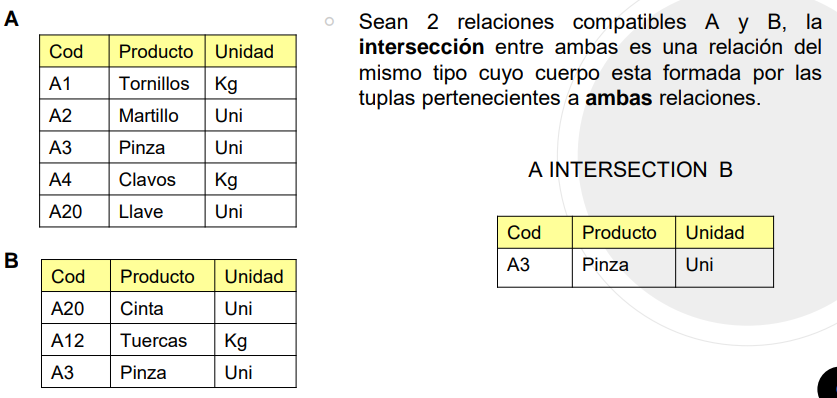 A
Cod Producto Unidad
A1 Tornillos Kg
A2 Martillo Uni
A3 Pinza Uni
A4 Clavos Kg
A20 Llave Uni
B
Cod Producto Unidad
A20 Cinta Uni
A12 Tuercas Kg
A3 Pinza Uni
Sean 2 relaciones compatibles A y B, la
intersección entre ambas es una relación del
mismo tipo cuyo cuerpo esta formada por las
tuplas pertenecientes a ambas relaciones.
A INTERSECTION B
Cod Producto Unidad
A3 Pinza Uni